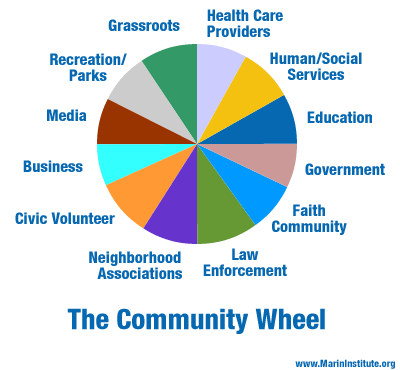 Health Care
Providers
Human/Social
Services
Education
Government
Faith
Community
Law
Enforcement
Neighborhood
Associations
Civic Volunteer
Business
Media
Recreation/
Parks
Grassroots
The Community Wheel
www.MarinInstitute.org